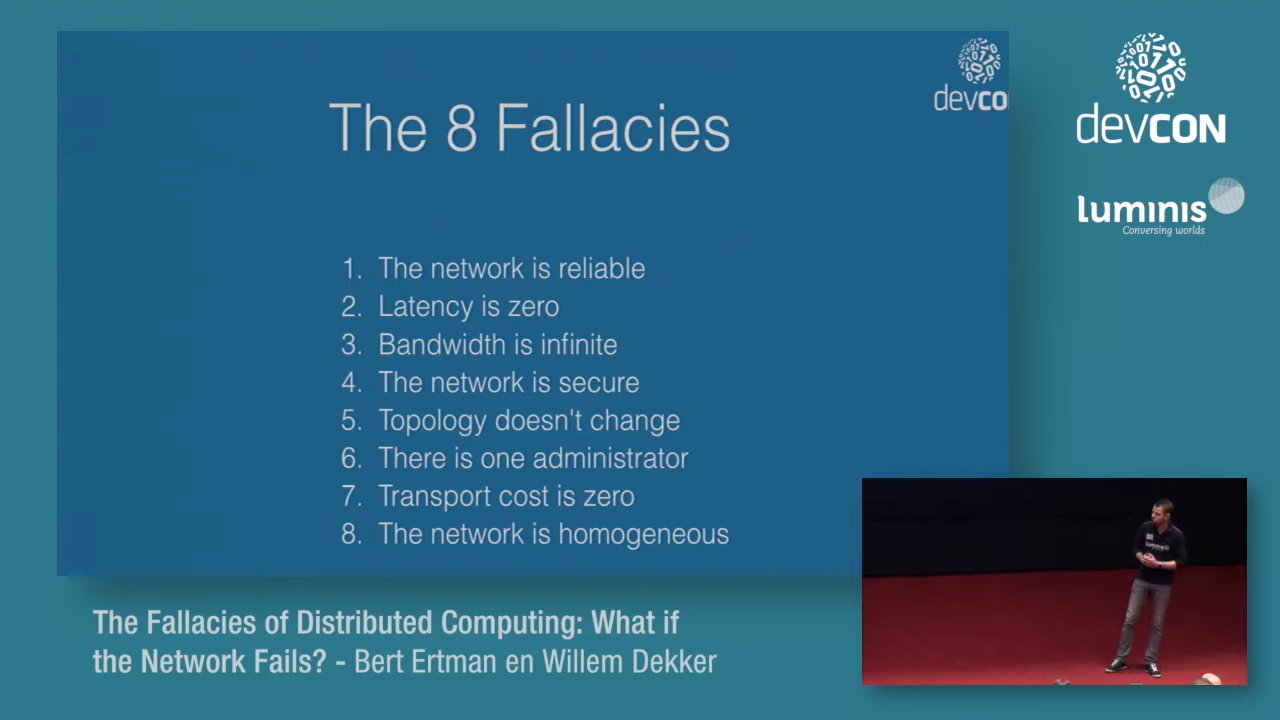 The 8 Fallacies
devco
1. The network is reliable
2. Latency is zero
3. Bandwidth is infinite
4. The network is secure
5. Topology doesn't change
6. There is one administrator
7. Transport cost is zero
8. The network is homogeneous
devCON
luminis
Conversing worlds
luminis
The Fallacies of Distributed Computing: What if
the Network Fails? - Bert Ertman en Willem Dekker